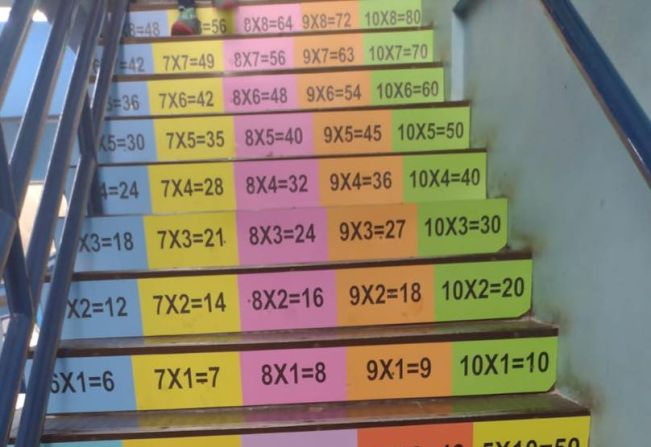 8X8=64 9X8=72 10X8=80
7X7=49 8X7=56 9X7=63 10X7=70
7X6=42 8X6=48 9X6=54 10X6=60
7X5=35 8X5=40 9X5=45 10X5=50
7X4=28 8X4=32 9X4=36 10X4=40
X3=18 7X3=21 8X3=24 9X3=27 10X3=30
X2=12 7X2=14 8X2=16 9X2=18 10X2=20
6X1=6 7X1=7 8X1=8 9X1=9 10X1=10
5X10=50